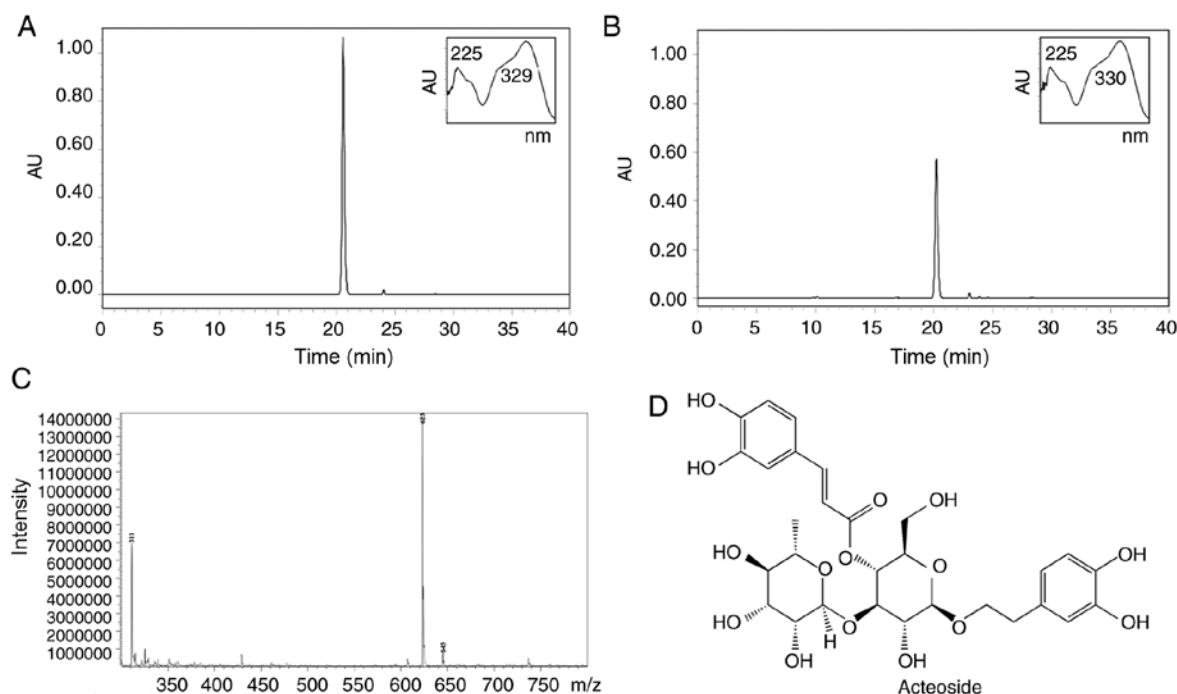 A
1.00
0.80
0.60
0.40
0.20
0.00
AU
0 5 10 15 20 25 30 35 40
Time (min)
225
329
AU
nm
B
1.00
0.80
0.60
0.40
0.20
0.00
AU
0 5 10 15 20 25 30 35 40
Time (min)
225
330
AU
nm
C
14000000
13000000
12000000
11000000
10000000
9000000
8000000
7000000
6000000
5000000
4000000
3000000
2000000
1000000
Intensity
311
350 400 450 500 550 600 650 700 750 m/z
D
HO
HO
O
OH
O
HO
O
O
OH
HO
O
O
OH
H
OH
OH
Acteoside